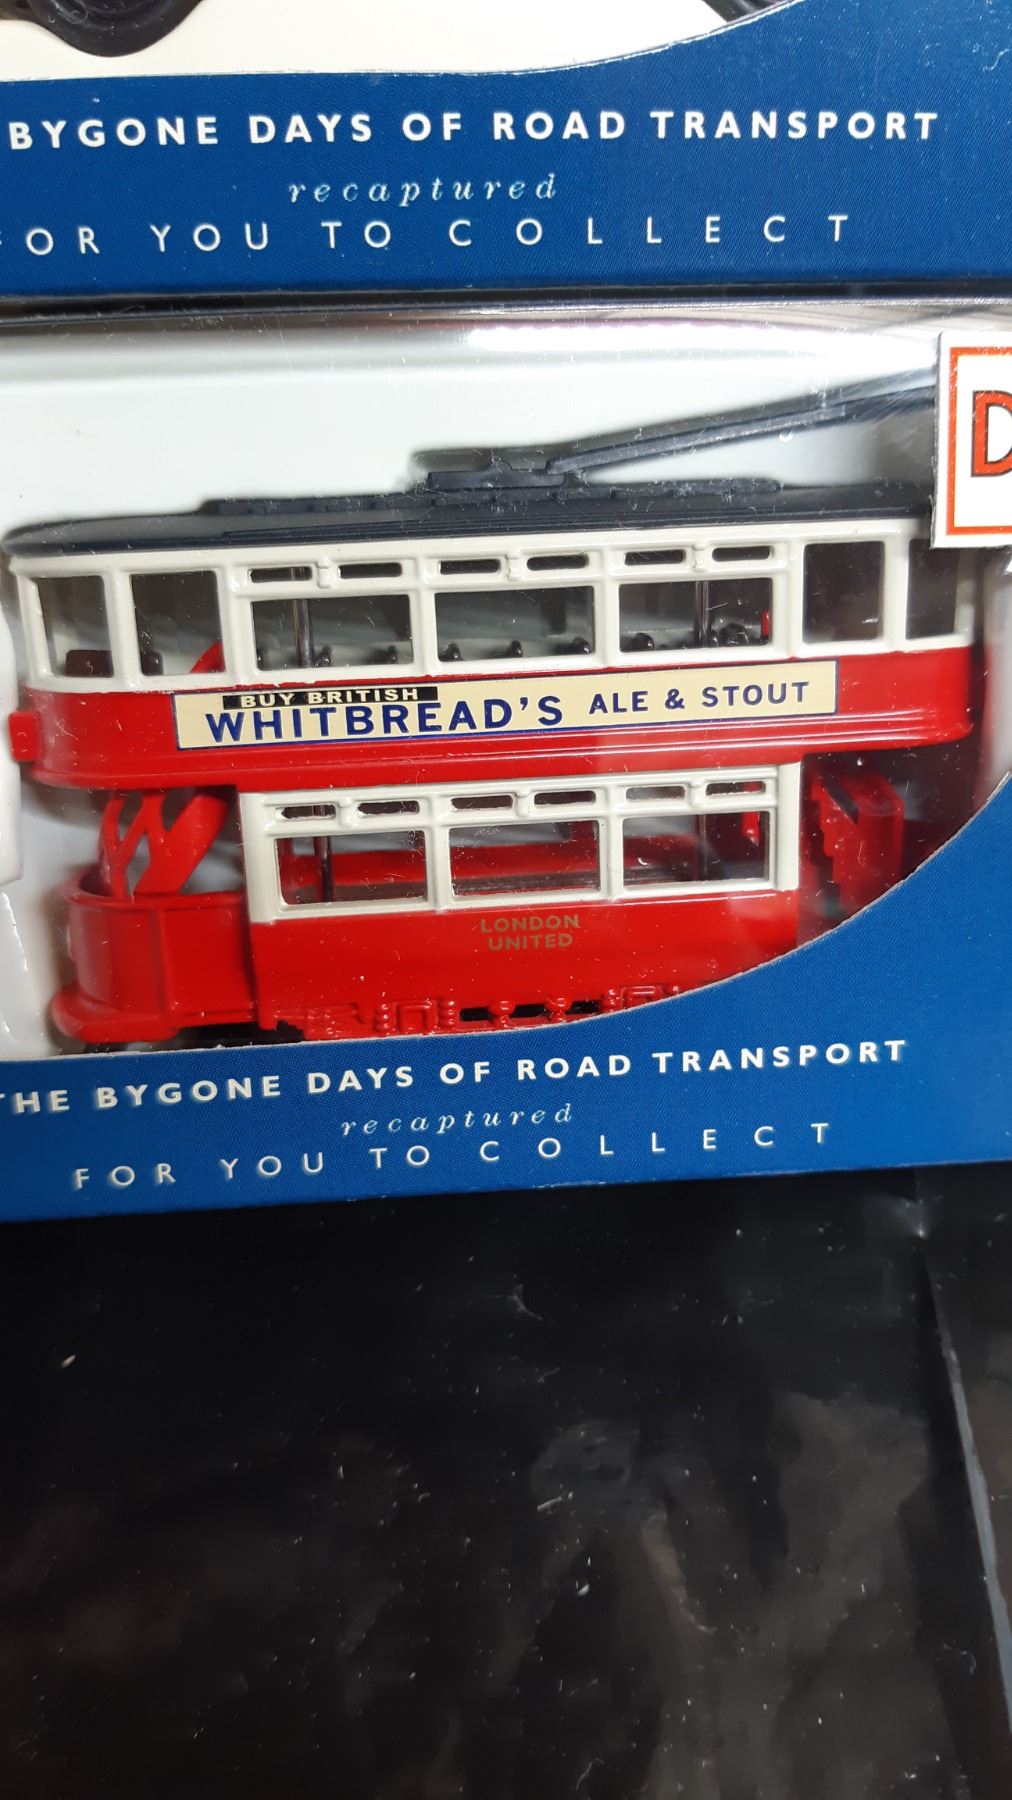 BYGONE DAYS OF ROAD TRANSPORT
recaptured
FOR YOU TO COLLECT
D
BUY BRITISH
WHITBREAD'S ALE & STOUT
LONDON
UNITED
THE BYGONE DAYS OF ROAD TRANSPORT
recaptured
FOR YOU TO COLLECT